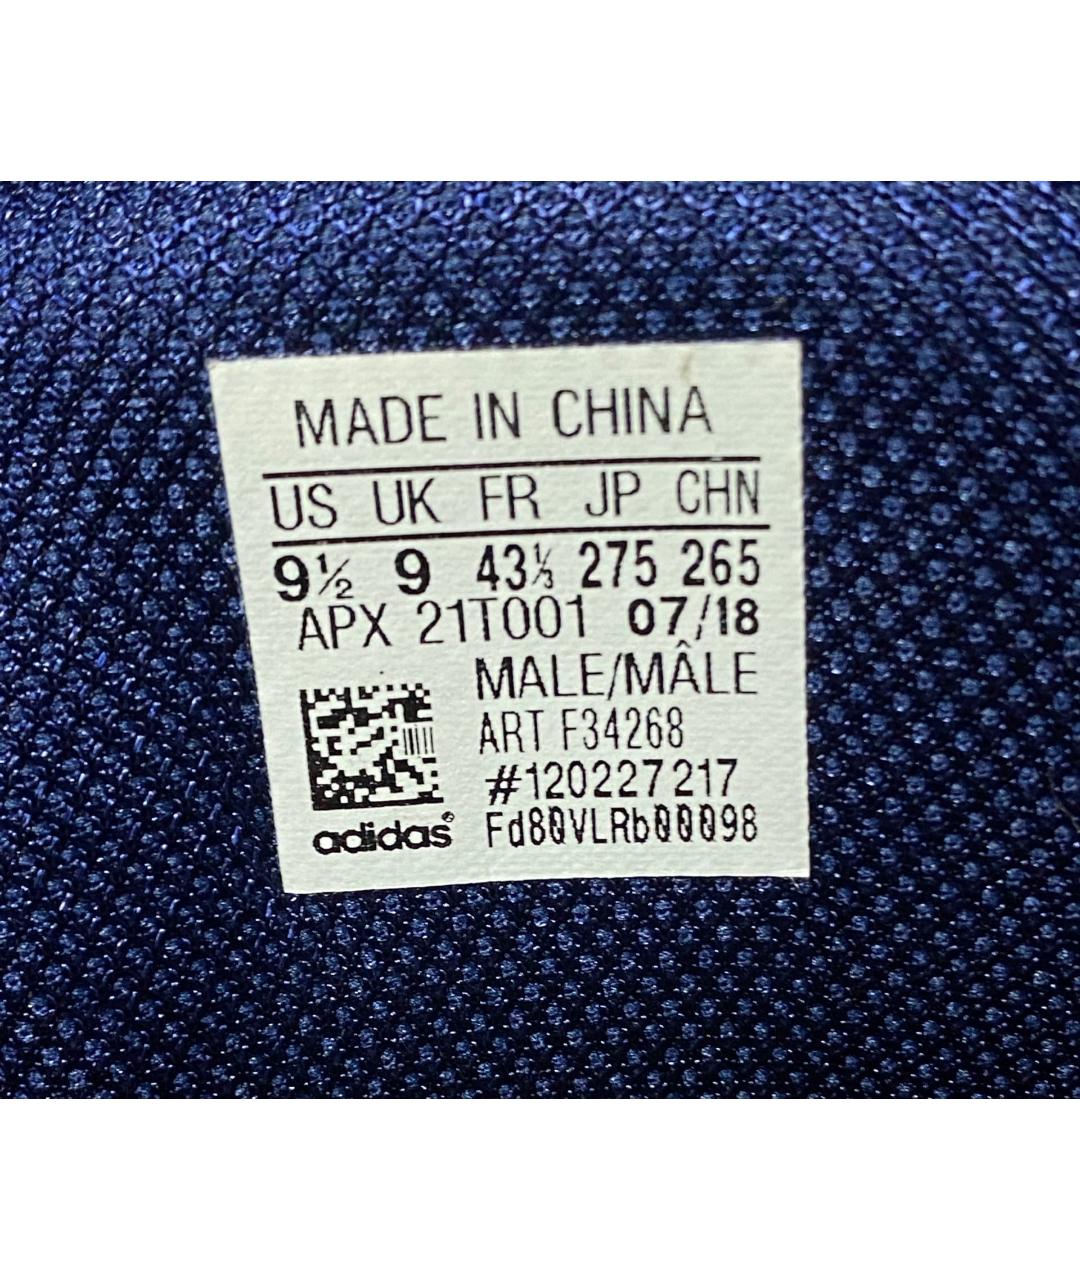 MADE IN CHINA
US UK FR JP CHN
9½ 9 43⅓ 275 265
APX 21T001 07/18
MALE/MÂLE
ART F34268
#120227217
adidas® Fd80VLRb00098